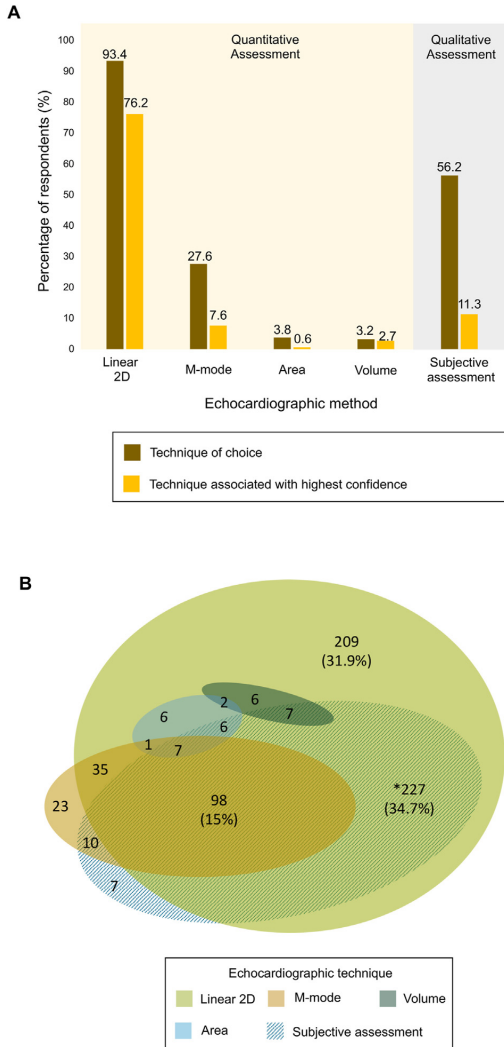 A
Percentage of respondents (%)
100
90
80
70
60
50
40
30
20
10
0
Quantitative
Assessment
Qualitative
Assessment
93.4
76.2
27.6
7.6
3.8
0.6
3.2
2.7
56.2
11.3
Linear
2D
M-mode
Area
Volume
Subjective
assessment
Echocardiographic method
Technique of choice
Technique associated with highest confidence
B
209
(31.9%)
2
6
7
6
6
1
7
35
98
(15%)
*227
(34.7%)
23
10
7
Echocardiographic technique
Linear 2D
M-mode
Volume
Area
Subjective assessment